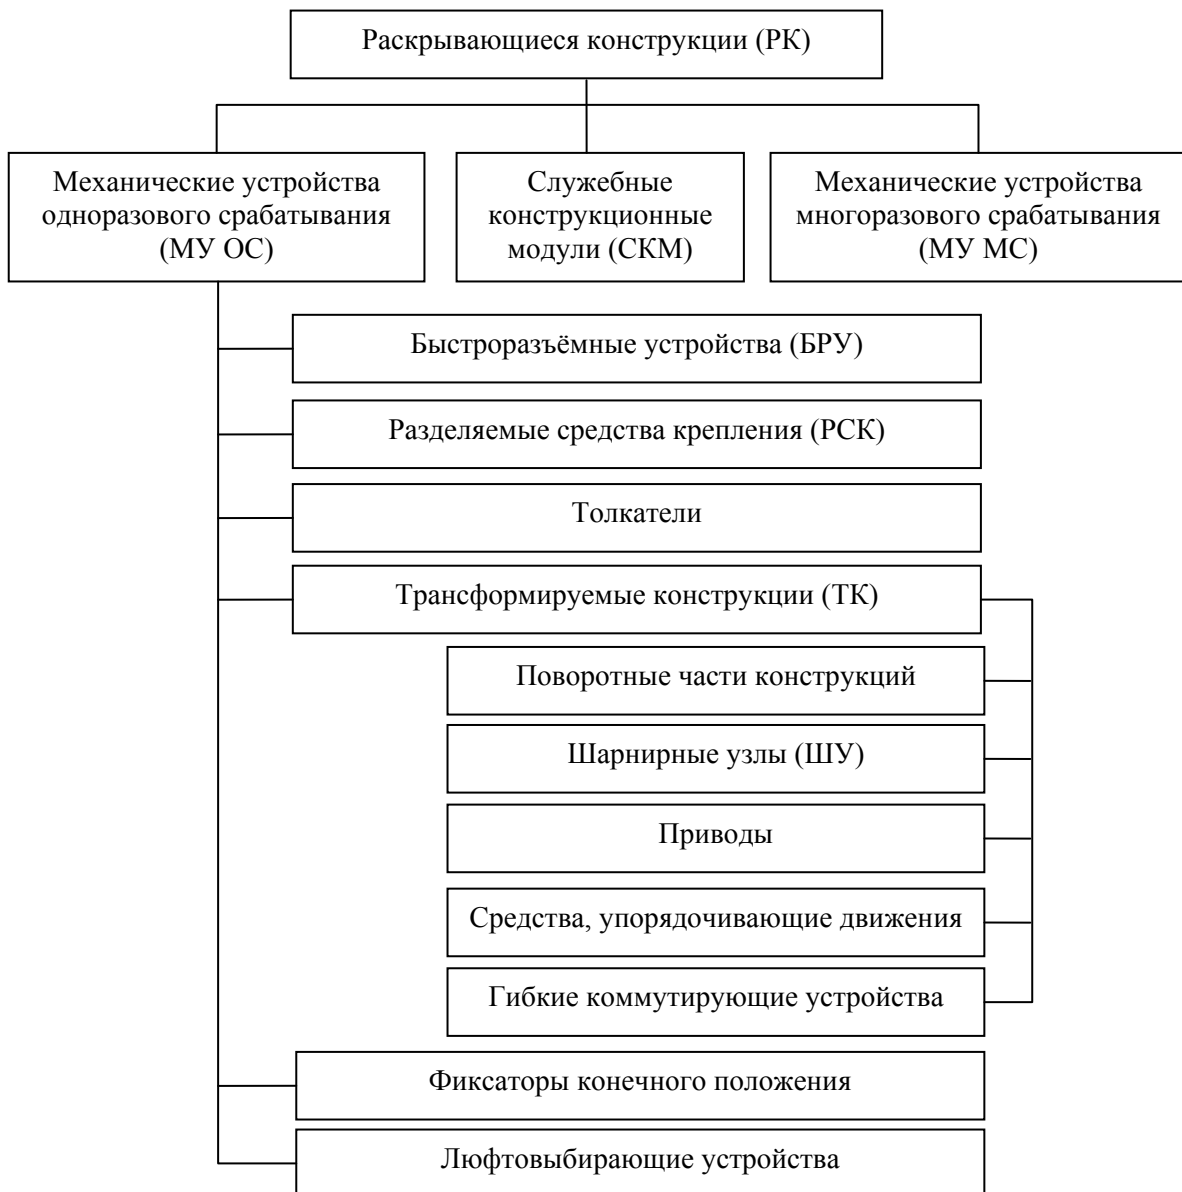 Раскрывающиеся конструкции (РК)
Механические устройства
одноразового срабатывания
(МУ ОС)
Служебные
конструкционные
модули (СКМ)
Механические устройства
многоразового срабатывания
(МУ МС)
Быстроразъёмные устройства (БРУ)
Разделяемые средства крепления (РСК)
Толкатели
Трансформируемые конструкции (ТК)
Поворотные части конструкций
Шарнирные узлы (ШУ)
Приводы
Средства, упорядочивающие движения
Гибкие коммутирующие устройства
Фиксаторы конечного положения
Люфтовыбирающие устройства